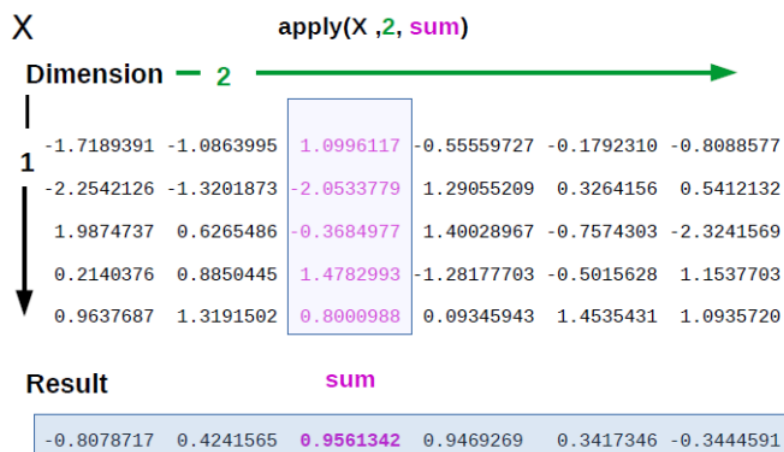 X apply(X ,2, sum)
Dimension 2
1
-1.7189391 -1.0863995 1.0996117 -0.55559727 -0.1792310 -0.8088577
-2.2542126 -1.3201873 -2.0533779 1.29055209 0.3264156 0.5412132
1.9874737 0.6265486 -0.3684977 1.40028967 -0.7574303 -2.3241569
0.2140376 0.8850445 1.4782993 -1.28177703 -0.5015628 1.1537703
0.9637687 1.3191502 0.8000988 0.09345943 1.4535431 1.0935720
Result sum
-0.8078717 0.4241565 0.9561342 0.9469269 0.3417346 -0.3444591